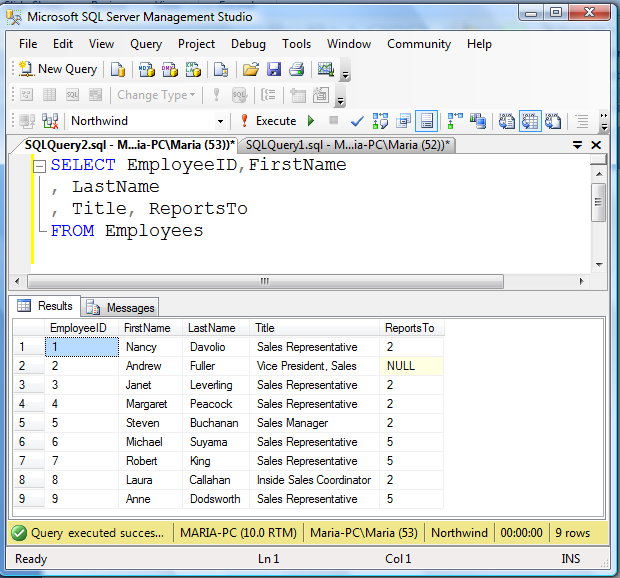 Microsoft SQL Server Management Studio
File Edit View Query Project Debug Tools Window Community Help
New Query
Change Type
Northwind Execute
SQLQuery2.sql - M...ia-PC\Maria (53))* SQLQuery1.sql - M...ia-PC\Maria (52))*
SELECT EmployeeID,FirstName
, LastName
, Title, ReportsTo
FROM Employees
Results Messages
EmployeeID FirstName LastName Title ReportsTo
1 1 Nancy Davolio Sales Representative 2
2 2 Andrew Fuller Vice President, Sales NULL
3 3 Janet Leverling Sales Representative 2
4 4 Margaret Peacock Sales Representative 2
5 5 Steven Buchanan Sales Manager 2
6 6 Michael Suyama Sales Representative 5
7 7 Robert King Sales Representative 5
8 8 Laura Callahan Inside Sales Coordinator 2
9 9 Anne Dodsworth Sales Representative 5
Query executed succes... MARIA-PC (10.0 RTM) Maria-PC\Maria (53) Northwind 00:00:00 9 rows
Ready Ln 1 Col 1 INS